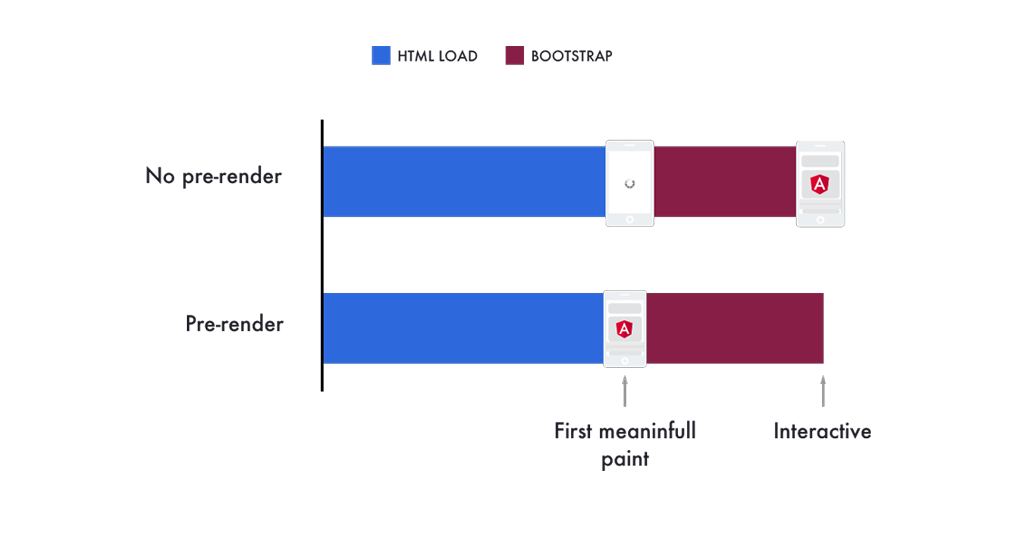 HTML LOAD
BOOTSTRAP
No pre-render
A
Pre-render
A
First meaninfull
paint
Interactive